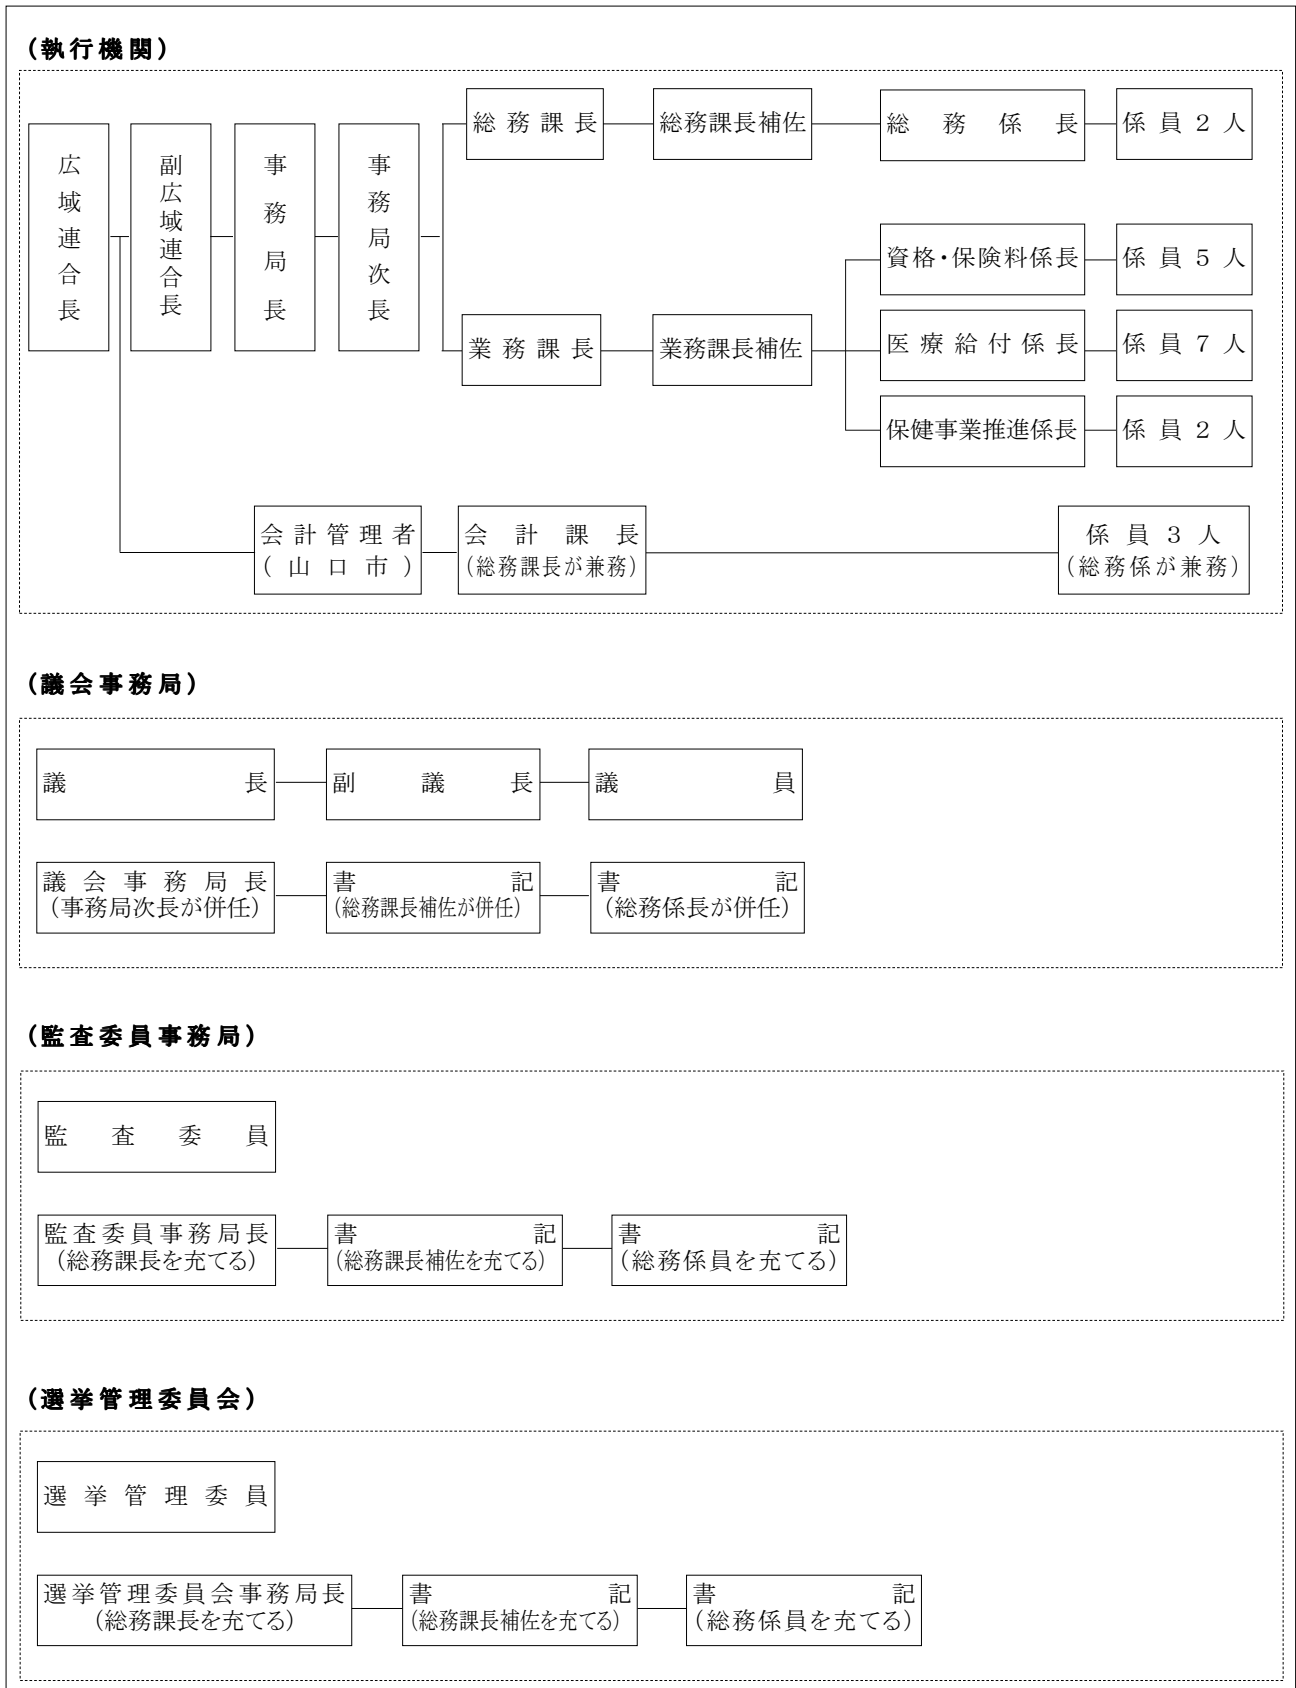 （執行機関）
広域連合長
副広域連合長
事務局長
事務局次長
総務課長
総務課長補佐
総務係長
係員２人
業務課長
業務課長補佐
資格・保険料係長
係員５人
医療給付係長
係員７人
保健事業推進係長
係員２人
会計管理者
（山口市）
会計課長
（総務課長が兼務）
係員３人
（総務係が兼務）
（議会事務局）
議長
副議長
議員
議会事務局長
（事務局次長が併任）
書記
（総務課長補佐が併任）
書記
（総務係長が併任）
（監査委員事務局）
監査委員
監査委員事務局長
（総務課長を充てる）
書記
（総務課長補佐を充てる）
書記
（総務係員を充てる）
（選挙管理委員会）
選挙管理委員
選挙管理委員会事務局長
（総務課長を充てる）
書記
（総務課長補佐を充てる）
書記
（総務係員を充てる）